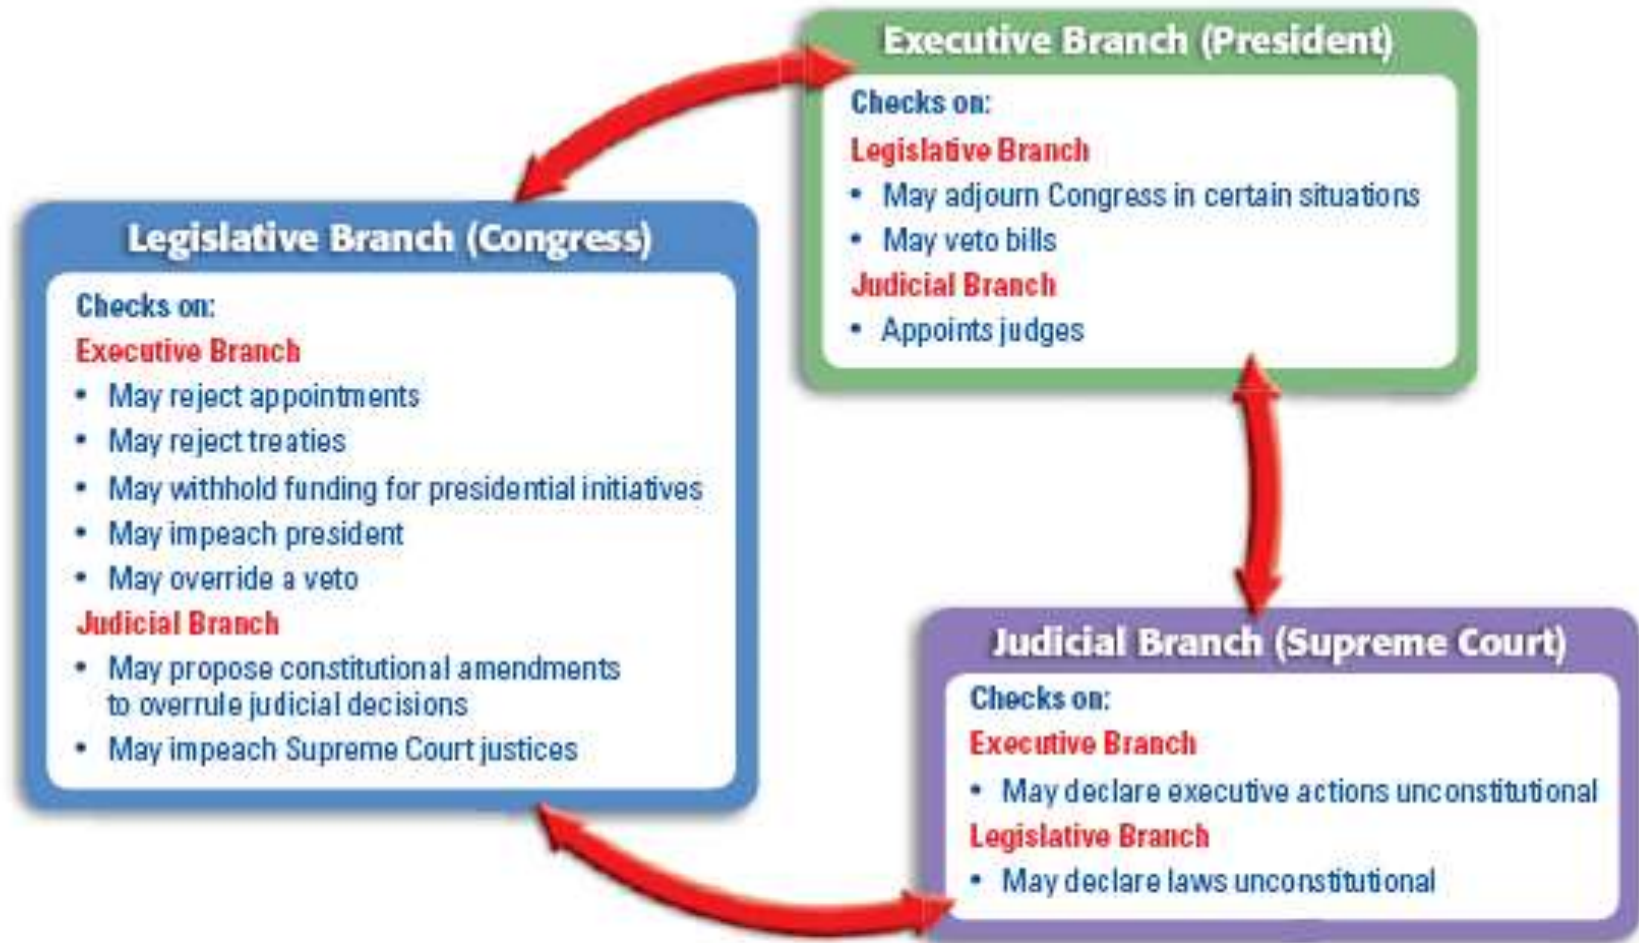 Executive Branch (President)
Checks on:
Legislative Branch
• May adjourn Congress in certain situations
• May veto bills
Judicial Branch
• Appoints judges
Legislative Branch (Congress)
Checks on:
Executive Branch
• May reject appointments
• May reject treaties
• May withhold funding for presidential initiatives
• May impeach president
• May override a veto
Judicial Branch
• May propose constitutional amendments
to overrule judicial decisions
• May impeach Supreme Court justices
Judicial Branch (Supreme Court)
Checks on:
Executive Branch
• May declare executive actions unconstitutional
Legislative Branch
• May declare laws unconstitutional